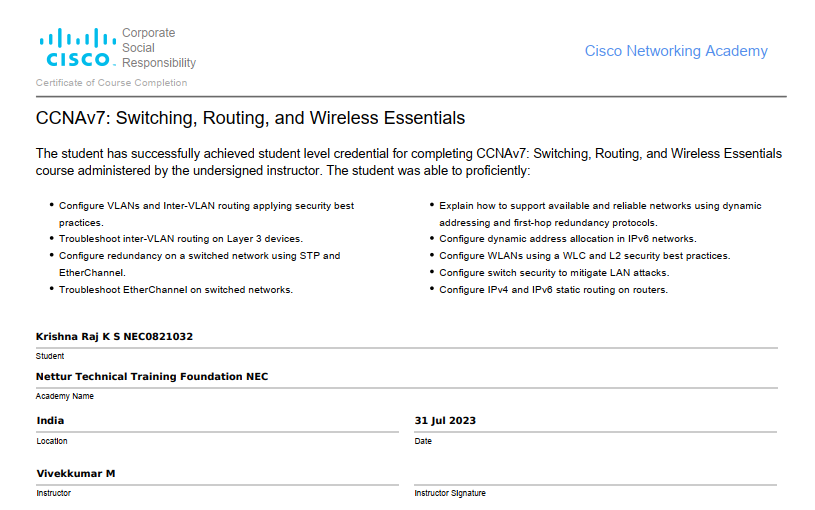 Corporate
Social
Responsibility
CISCO
Cisco Networking Academy
Certificate of Course Completion
CCNAv7: Switching, Routing, and Wireless Essentials
The student has successfully achieved student level credential for completing CCNAv7: Switching, Routing, and Wireless Essentials
course administered by the undersigned instructor. The student was able to proficiently:
• Configure VLANs and Inter-VLAN routing applying security best
practices.
• Troubleshoot inter-VLAN routing on Layer 3 devices.
• Configure redundancy on a switched network using STP and
EtherChannel.
• Troubleshoot EtherChannel on switched networks.
• Explain how to support available and reliable networks using dynamic
addressing and first-hop redundancy protocols.
• Configure dynamic address allocation in IPv6 networks.
• Configure WLANs using a WLC and L2 security best practices.
• Configure switch security to mitigate LAN attacks.
• Configure IPv4 and IPv6 static routing on routers.
Krishna Raj K S NEC0821032
Student
Nettur Technical Training Foundation NEC
Academy Name
India
Location
31 Jul 2023
Date
Vivekkumar M
Instructor
Instructor Signature